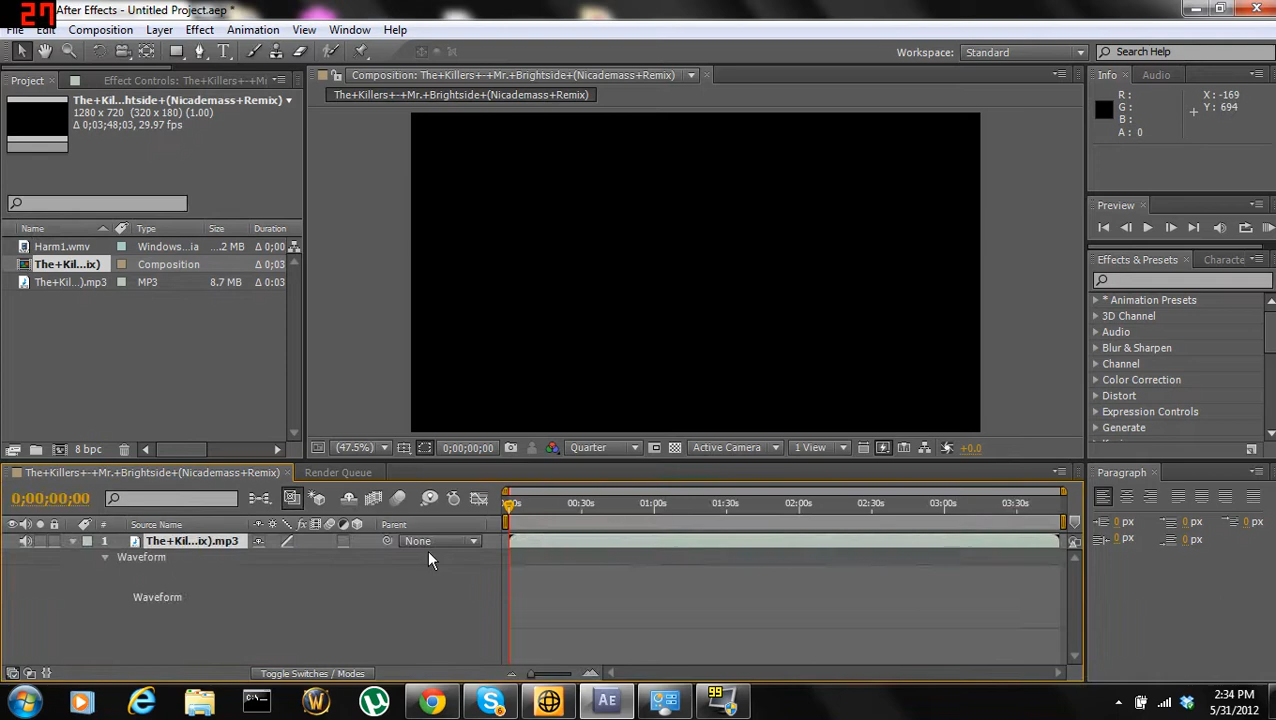 27
After Effects - Untitled Project.aep *
File Edit Composition Layer Effect Animation View Window Help
Workspace: Standard Search Help
Project Effect Controls: The+Killers+-+Mr.
Composition: The+Killers+-+Mr.+Brightside+(Nicademass+Remix)
Info Audio
The+Killers+-+Mr.+Brightside+(Nicademass+Remix)
The+Kil...htside+(Nicademass+Remix)
1280 x 720 (320 x 180) (1.00)
Δ 0;03;48;03, 29.97 fps
R :
G :
B :
A : 0
X: -169
Y: 694
Preview
Name Type Size Duration
Harm1.wmv Windows...ia ...2 MB Δ 0;00
The+Kil...ix) Composition Δ 0;03
The+Kil...).mp3 MP3 8.7 MB Δ 0:03
Effects & Presets Characte
* Animation Presets
3D Channel
Audio
Blur & Sharpen
Channel
Color Correction
Distort
Expression Controls
Generate
8 bpc
(47.5%) 0;00;00;00 Quarter Active Camera 1 View +0.0
The+Killers+-+Mr.+Brightside+(Nicademass+Remix) Render Queue
Paragraph
0;00;00;00
00:30s 01:00s 01:30s 02:00s 02:30s 03:00s 03:30s
# Source Name Parent
1 The+Kil...ix).mp3 None
Waveform
Waveform
0 px 0 px 0 px
0 px 0 px
Toggle Switches / Modes
6
Ae
99
2:34 PM
5/31/2012